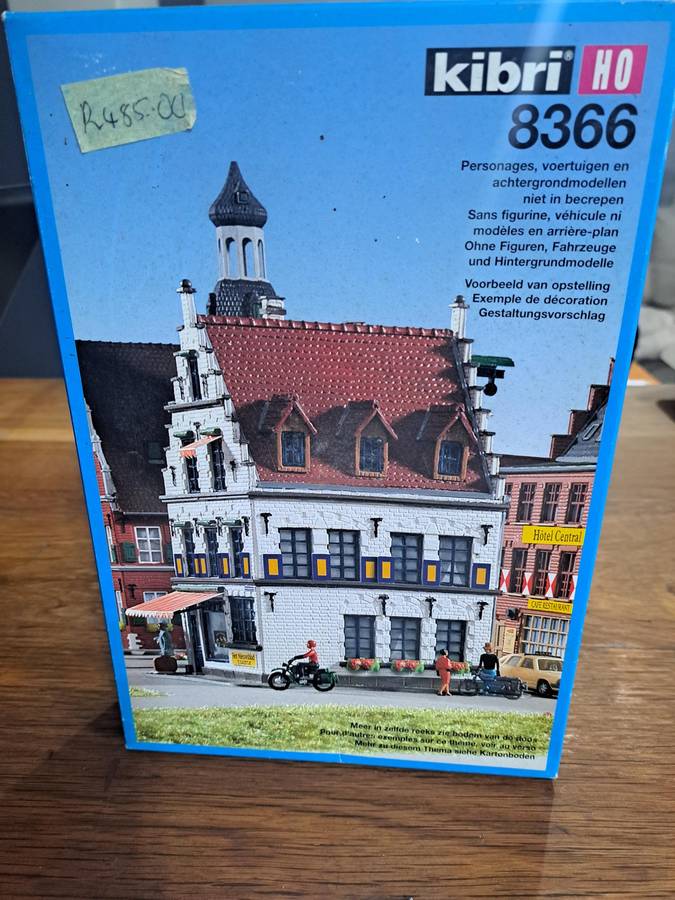 R485.00
kibri® HO
8366
Personages, voertuigen en
achtergrondmodellen
niet in becrepen
Sans figurine, véhicule ni
modèles en arrière-plan
Ohne Figuren, Fahrzeuge
und Hintergrundmodelle
Voorbeeld van opstelling
Exemple de décoration
Gestaltungsvorschlag
Hôtel Central
CAFE RESTAURANT
Het Nieuwsblad
Meer in zelfde reeks zie bodem van de doos
Pour d'autres exemples sur ce thème, voir au verso
Mehr zu diesem Thema siehe Kartonboden